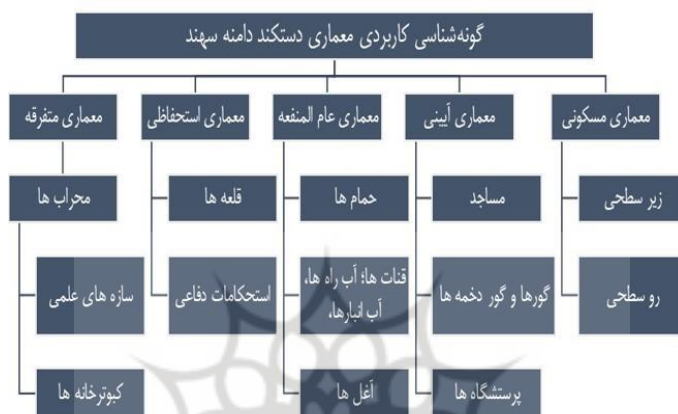 گونه‌شناسی کاربردی معماری دستکند دامنه سهند
معماری مسکونی
معماری آیینی
معماری عام المنفعه
معماری استحفاظی
معماری متفرقه
زیر سطحی
مساجد
حمام ها
قلعه ها
محراب ها
رو سطحی
گورها و گور دخمه ها
قنات ها؛ آب راه ها،
آب انبارها،
استحکامات دفاعی
سازه های علمی
پرستشگاه ها
آغل ها
کبوترخانه ها